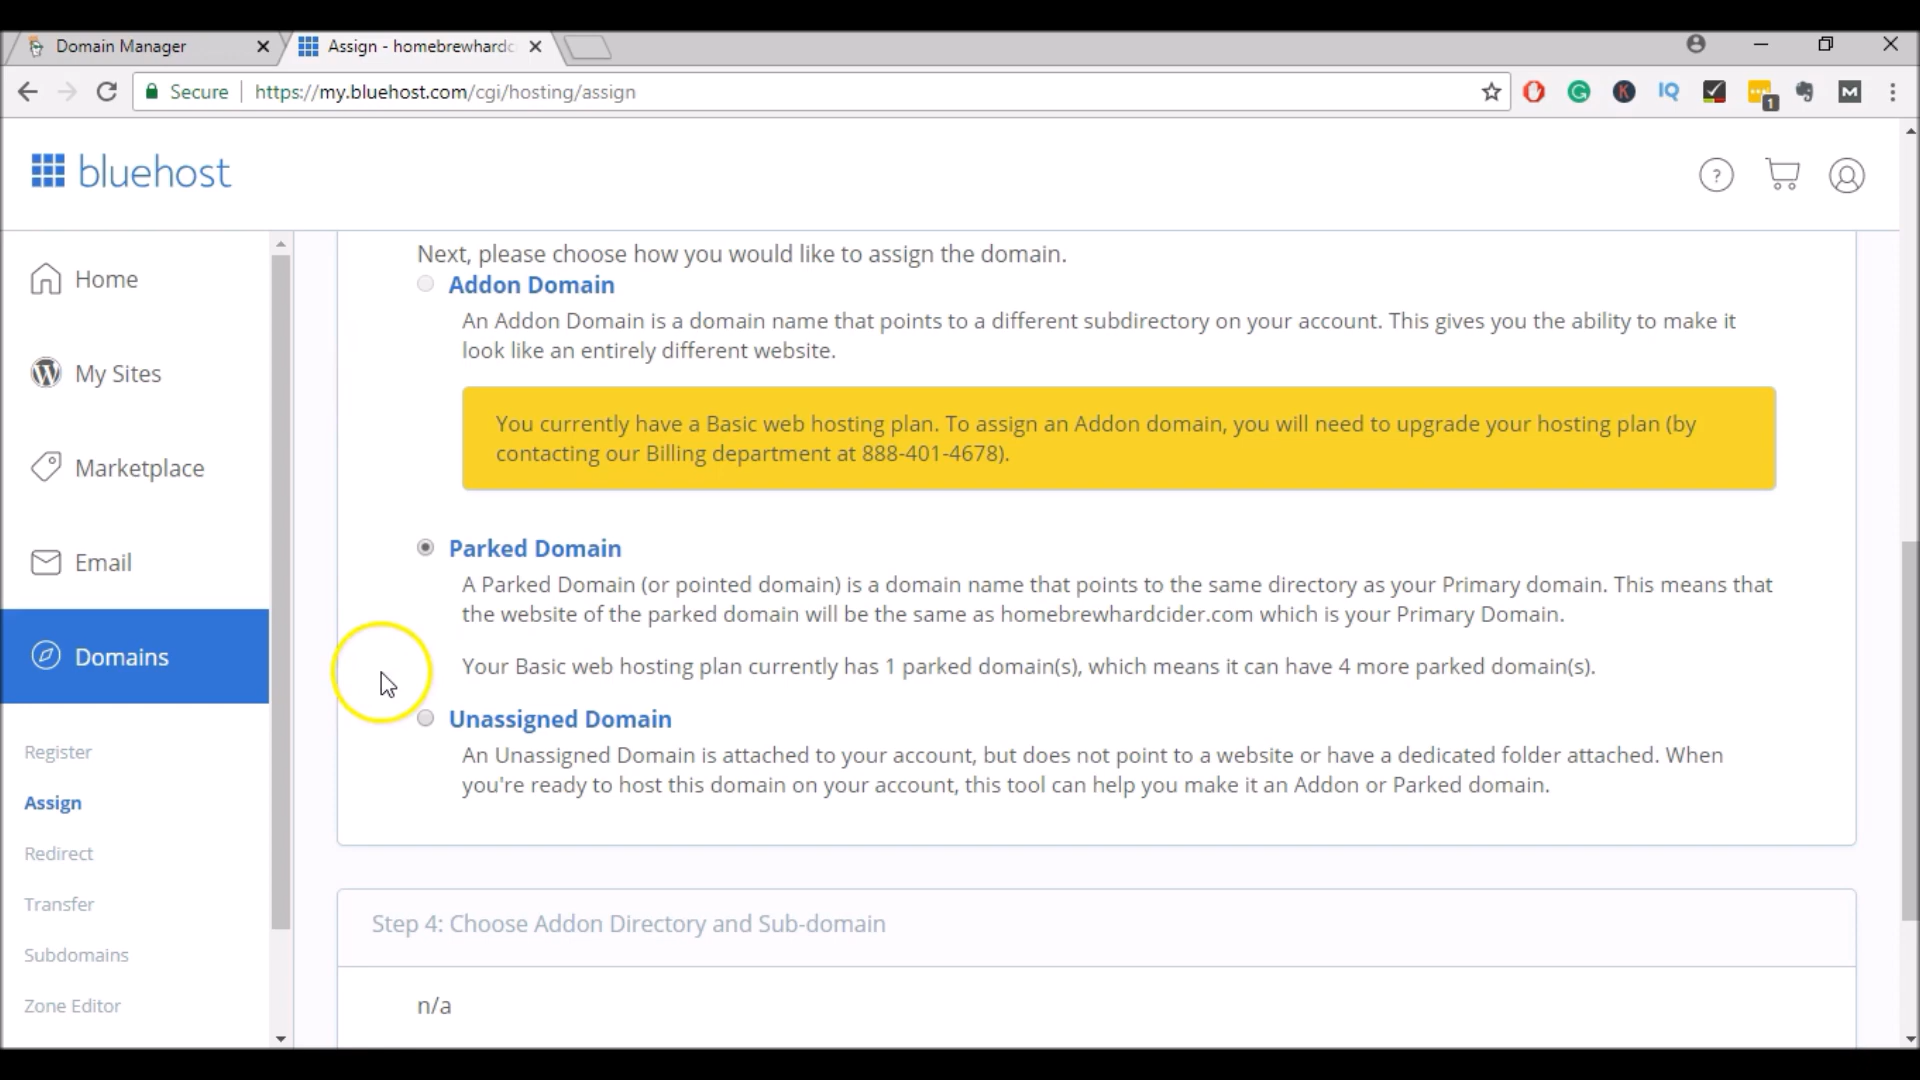 Domain Manager
Assign - homebrewhardc
Secure
https://my.bluehost.com/cgi/hosting/assign
IQ
1
bluehost
Home
My Sites
Marketplace
Email
Domains
Register
Assign
Redirect
Transfer
Subdomains
Zone Editor
Next, please choose how you would like to assign the domain.
Addon Domain
An Addon Domain is a domain name that points to a different subdirectory on your account. This gives you the ability to make it
look like an entirely different website.
You currently have a Basic web hosting plan. To assign an Addon domain, you will need to upgrade your hosting plan (by
contacting our Billing department at 888-401-4678).
Parked Domain
A Parked Domain (or pointed domain) is a domain name that points to the same directory as your Primary domain. This means that
the website of the parked domain will be the same as homebrewhardcider.com which is your Primary Domain.
Your Basic web hosting plan currently has 1 parked domain(s), which means it can have 4 more parked domain(s).
Unassigned Domain
An Unassigned Domain is attached to your account, but does not point to a website or have a dedicated folder attached. When
you're ready to host this domain on your account, this tool can help you make it an Addon or Parked domain.
Step 4: Choose Addon Directory and Sub-domain
n/a